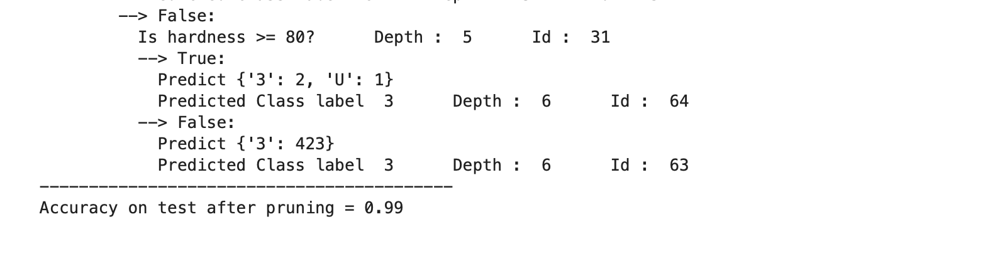 --> False:
Is hardness >= 80?      Depth :  5      Id :  31
--> True:
Predict {'3': 2, 'U': 1}
Predicted Class label  3      Depth :  6      Id :  64
--> False:
Predict {'3': 423}
Predicted Class label  3      Depth :  6      Id :  63
------------------------------------------
Accuracy on test after pruning = 0.99